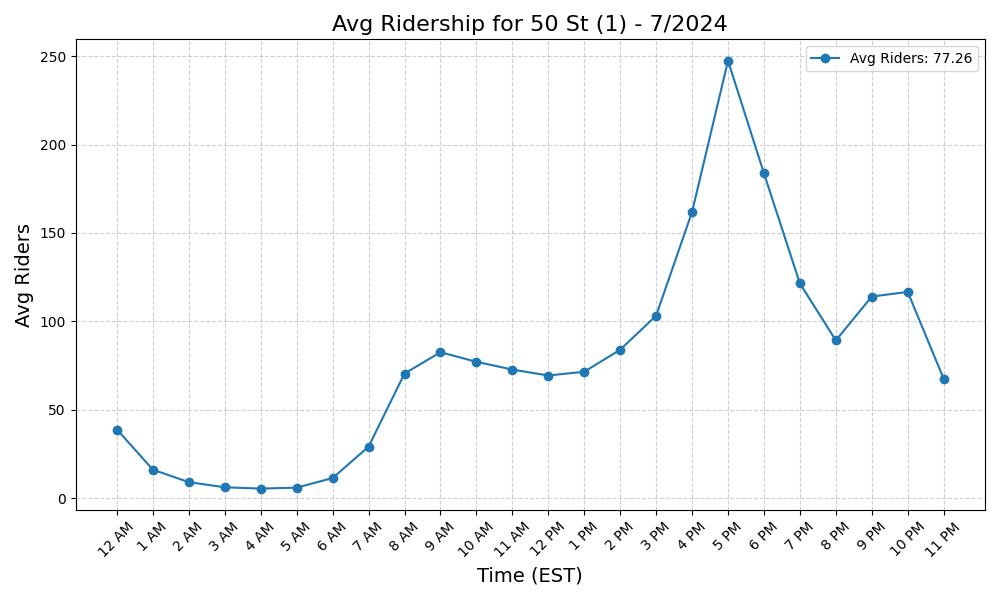 Avg Ridership for 50 St (1) - 7/2024
Avg Riders: 77.26
Avg Riders
250
200
150
100
50
0
12 AM
1 AM
2 AM
3 AM
4 AM
5 AM
6 AM
7 AM
8 AM
9 AM
10 AM
11 AM
12 PM
1 PM
2 PM
3 PM
4 PM
5 PM
6 PM
7 PM
8 PM
9 PM
10 PM
11 PM
Time (EST)